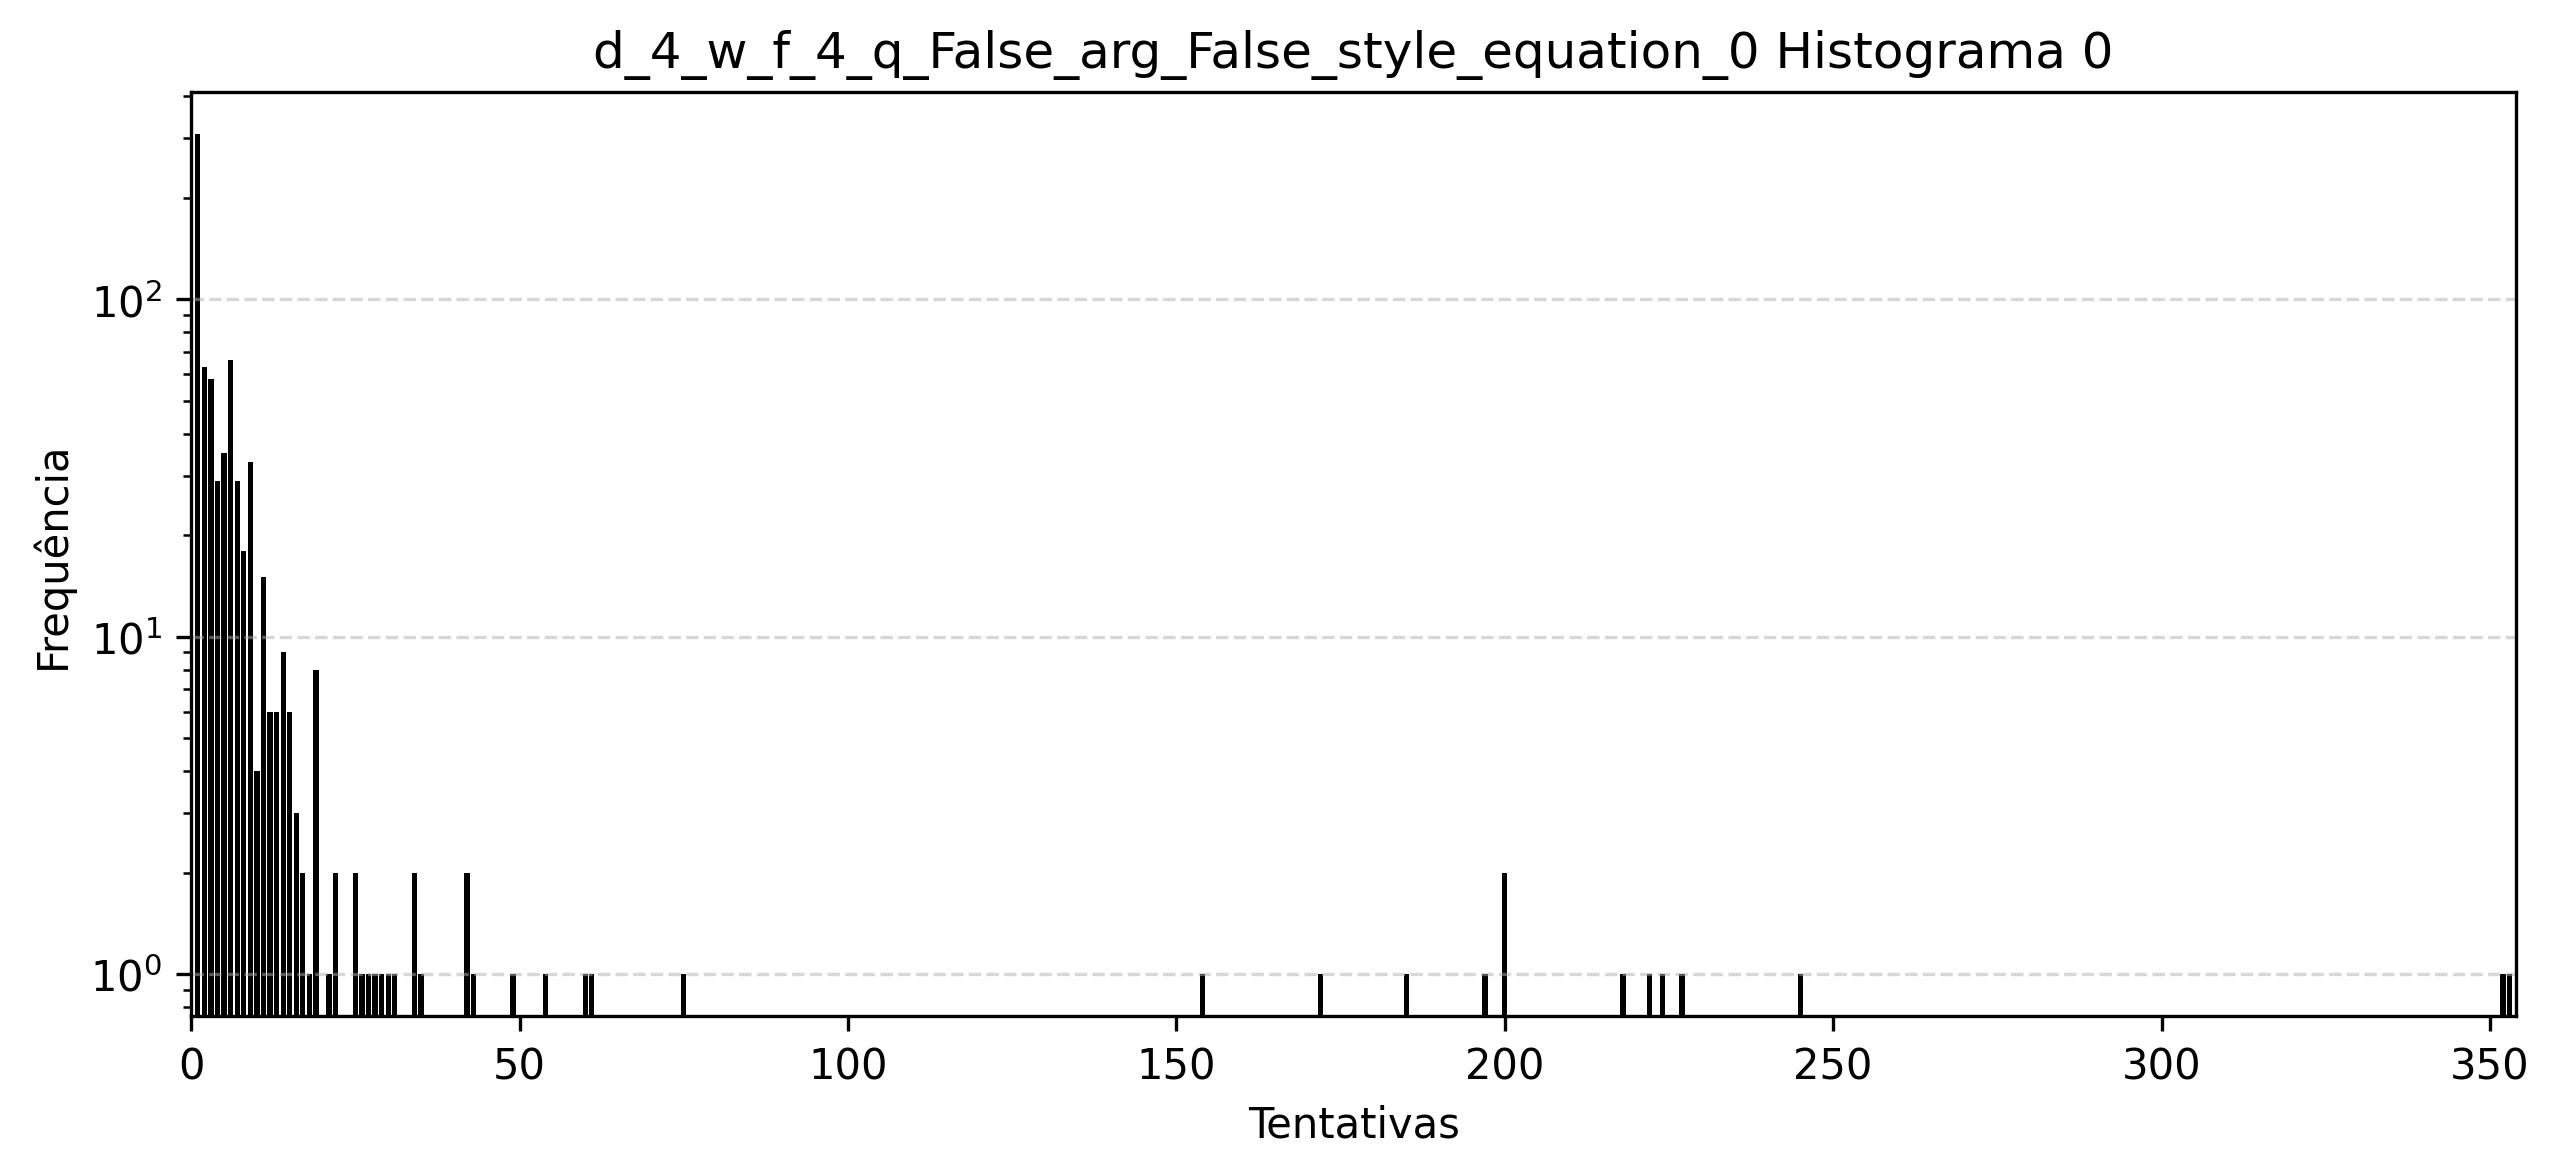 d_4_w_f_4_q_False_arg_False_style_equation_0 Histograma 0
Frequência
10²
10¹
10⁰
0 50 100 150 200 250 300 350
Tentativas